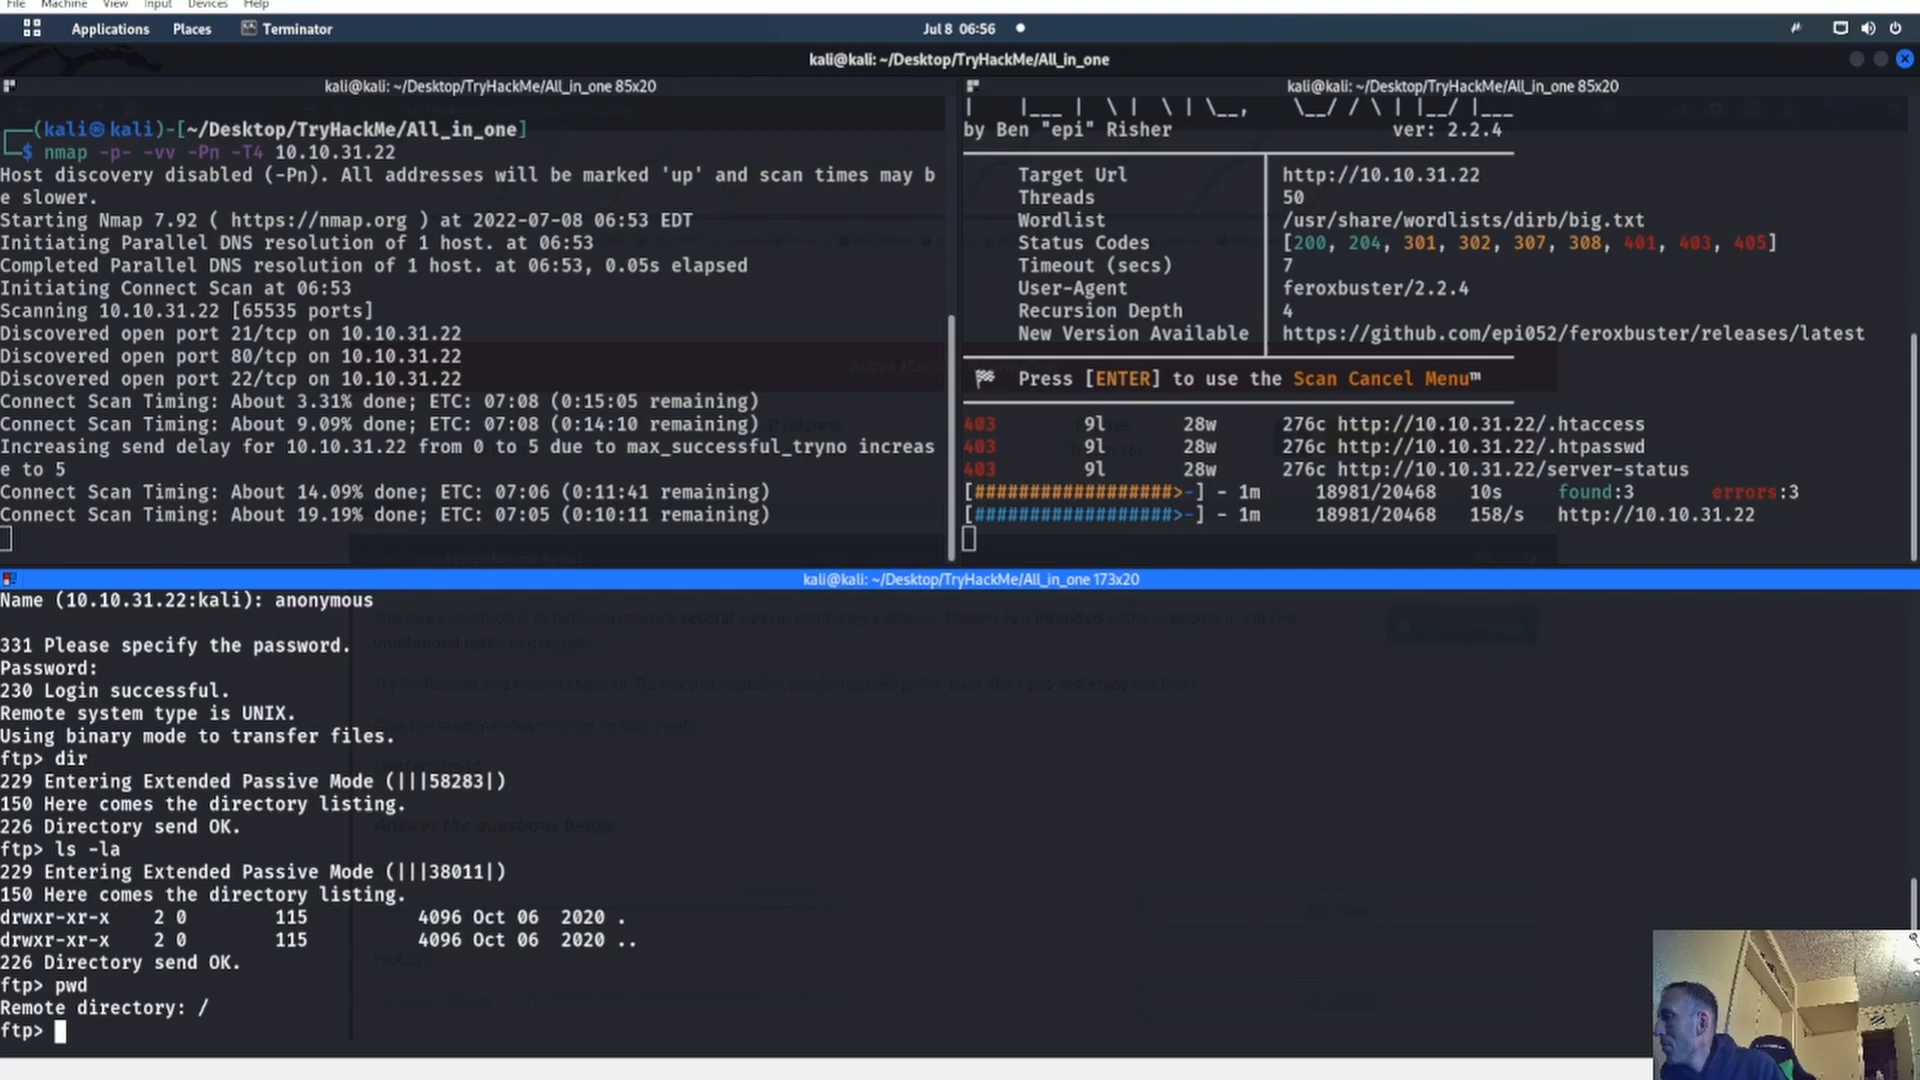 File Machine View Input Devices Help
Applications Places Terminator Jul 8 06:56
kali@kali: ~/Desktop/TryHackMe/All_in_one
kali@kali: ~/Desktop/TryHackMe/All_in_one 85x20
┌──(kali㉿kali)-[~/Desktop/TryHackMe/All_in_one]
└─$ nmap -p- -vv -Pn -T4 10.10.31.22
Host discovery disabled (-Pn). All addresses will be marked 'up' and scan times may b
e slower.
Starting Nmap 7.92 ( https://nmap.org ) at 2022-07-08 06:53 EDT
Initiating Parallel DNS resolution of 1 host. at 06:53
Completed Parallel DNS resolution of 1 host. at 06:53, 0.05s elapsed
Initiating Connect Scan at 06:53
Scanning 10.10.31.22 [65535 ports]
Discovered open port 21/tcp on 10.10.31.22
Discovered open port 80/tcp on 10.10.31.22
Discovered open port 22/tcp on 10.10.31.22
Connect Scan Timing: About 3.31% done; ETC: 07:08 (0:15:05 remaining)
Connect Scan Timing: About 9.09% done; ETC: 07:08 (0:14:10 remaining)
Increasing send delay for 10.10.31.22 from 0 to 5 due to max_successful_tryno increas
e to 5
Connect Scan Timing: About 14.09% done; ETC: 07:06 (0:11:41 remaining)
Connect Scan Timing: About 19.19% done; ETC: 07:05 (0:10:11 remaining)
kali@kali: ~/Desktop/TryHackMe/All_in_one 85x20
|    |___ |  \ |  \ | \__,    \__/ / \ | |__/ |___
by Ben "epi" Risher                    ver: 2.2.4
Target Url │ http://10.10.31.22
Threads │ 50
Wordlist │ /usr/share/wordlists/dirb/big.txt
Status Codes │ [200, 204, 301, 302, 307, 308, 401, 403, 405]
Timeout (secs) │ 7
User-Agent │ feroxbuster/2.2.4
Recursion Depth │ 4
New Version Available │ https://github.com/epi052/feroxbuster/releases/latest
Press [ENTER] to use the Scan Cancel Menu™
403 9l 28w 276c http://10.10.31.22/.htaccess
403 9l 28w 276c http://10.10.31.22/.htpasswd
403 9l 28w 276c http://10.10.31.22/server-status
[##################>-] - 1m 18981/20468 10s found:3 errors:3
[##################>-] - 1m 18981/20468 158/s http://10.10.31.22
kali@kali: ~/Desktop/TryHackMe/All_in_one 173x20
Name (10.10.31.22:kali): anonymous
331 Please specify the password.
Password:
230 Login successful.
Remote system type is UNIX.
Using binary mode to transfer files.
ftp> dir
229 Entering Extended Passive Mode (|||58283|)
150 Here comes the directory listing.
226 Directory send OK.
ftp> ls -la
229 Entering Extended Passive Mode (|||38011|)
150 Here comes the directory listing.
drwxr-xr-x 2 0 115 4096 Oct 06 2020 .
drwxr-xr-x 2 0 115 4096 Oct 06 2020 ..
226 Directory send OK.
ftp> pwd
Remote directory: /
ftp>
Answer the questions below